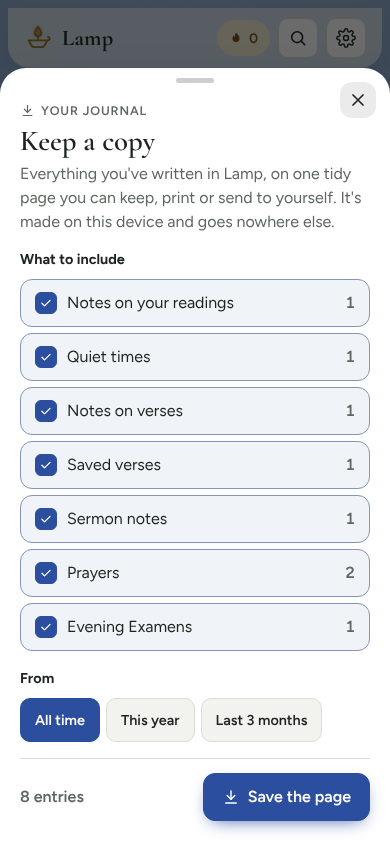 Lamp
0
YOUR JOURNAL
Keep a copy
Everything you've written in Lamp, on one tidy
page you can keep, print or send to yourself. It's
made on this device and goes nowhere else.
What to include
Notes on your readings 1
Quiet times 1
Notes on verses 1
Saved verses 1
Sermon notes 1
Prayers 2
Evening Examens 1
From
All time This year Last 3 months
8 entries Save the page